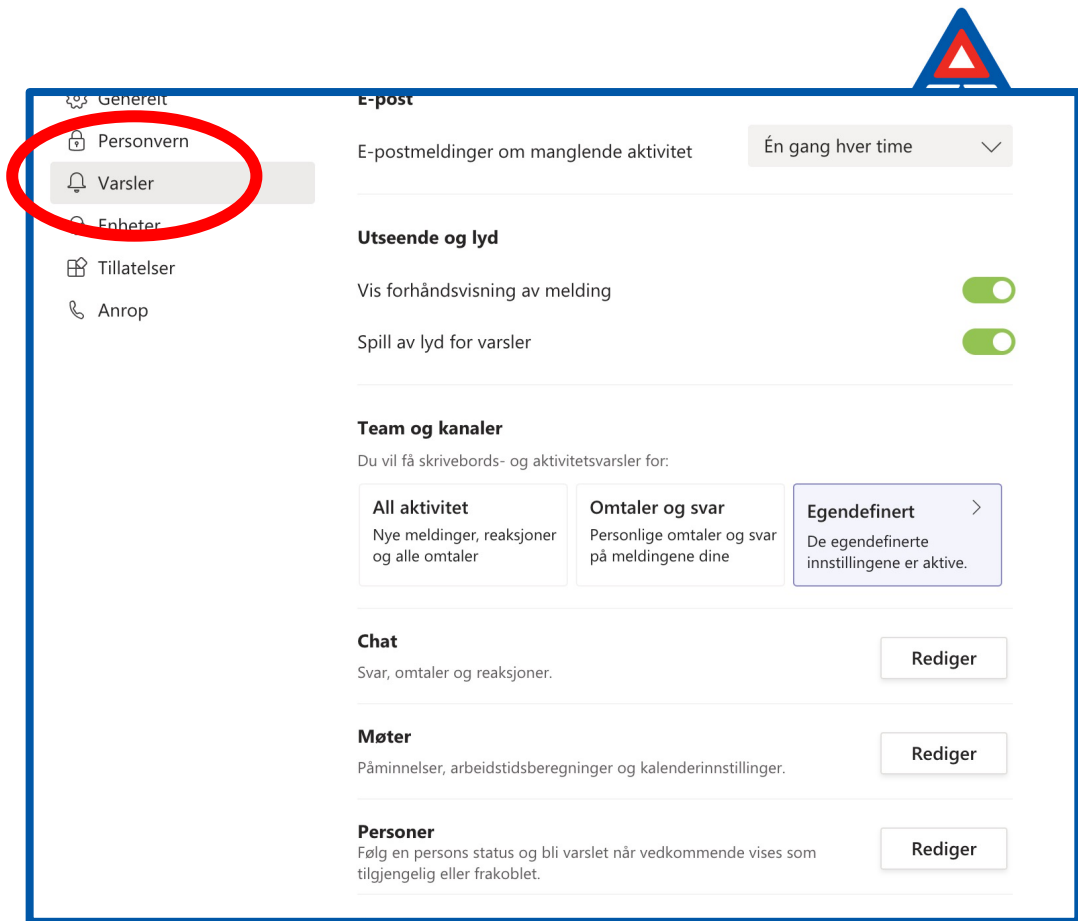 Generelt
Personvern
Varsler
Enheter
Tillatelser
Anrop
E-post
E-postmeldinger om manglende aktivitet
Én gang hver time
Utseende og lyd
Vis forhåndsvisning av melding
Spill av lyd for varsler
Team og kanaler
Du vil få skrivebords- og aktivitetsvarsler for:
All aktivitet
Nye meldinger, reaksjoner
og alle omtaler
Omtaler og svar
Personlige omtaler og svar
på meldingene dine
Egendefinert
De egendefinerte
innstillingene er aktive.
Chat
Svar, omtaler og reaksjoner.
Rediger
Møter
Påminnelser, arbeidstidsberegninger og kalenderinnstillinger.
Rediger
Personer
Følg en persons status og bli varslet når vedkommende vises som
tilgjengelig eller frakoblet.
Rediger